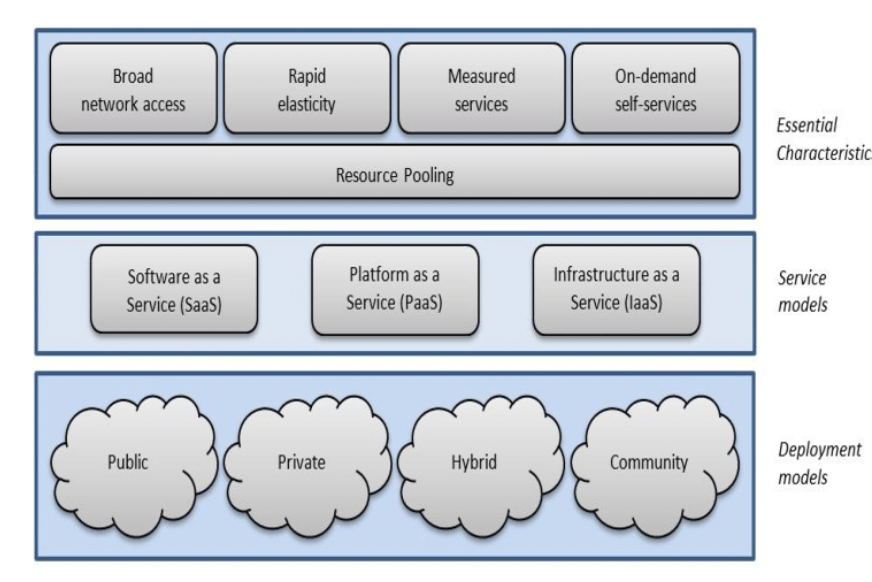 Broad
network access
Rapid
elasticity
Measured
services
On-demand
self-services
Resource Pooling
Essential
Characteristic
Software as a
Service (SaaS)
Platform as a
Service (PaaS)
Infrastructure as a
Service (IaaS)
Service
models
Public
Private
Hybrid
Community
Deployment
models